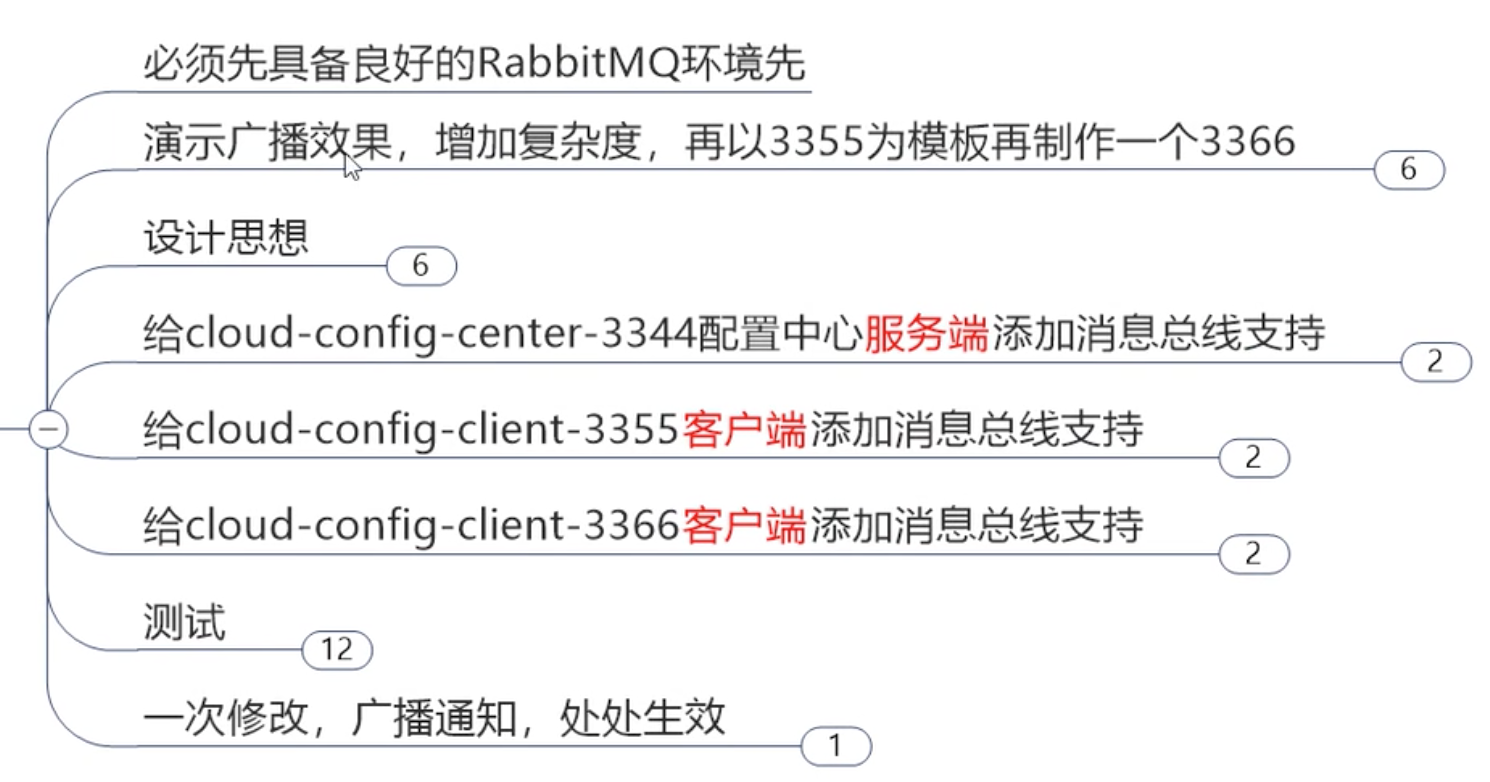 必须先具备良好的RabbitMQ环境先
演示广播效果，增加复杂度，再以3355为模板再制作一个3366
6
设计思想
6
给cloud-config-center-3344配置中心服务端添加消息总线支持
2
给cloud-config-client-3355客户端添加消息总线支持
2
给cloud-config-client-3366客户端添加消息总线支持
2
测试
12
一次修改，广播通知，处处生效
1